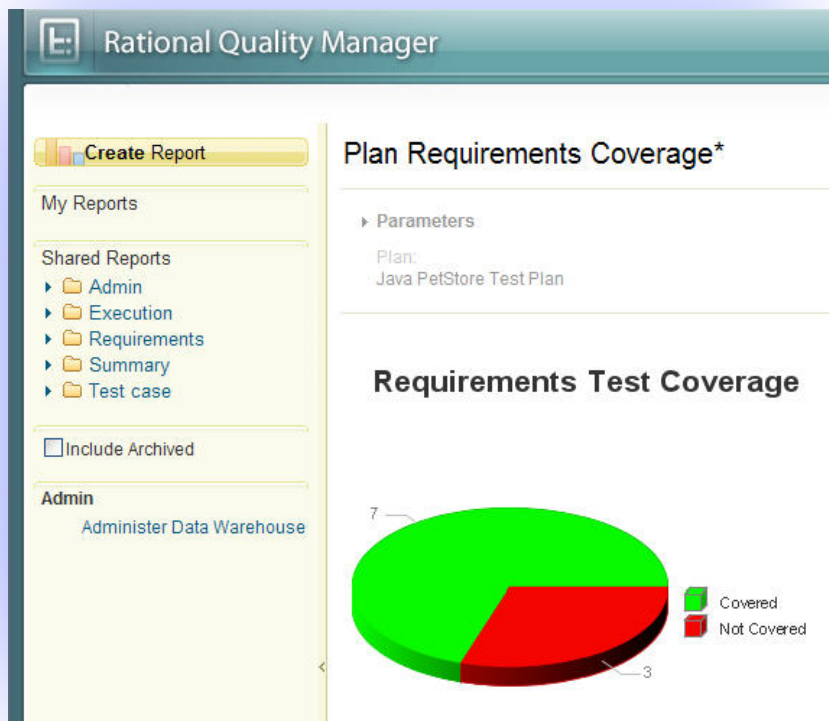 Rational Quality Manager
Create Report
My Reports
Shared Reports
Admin
Execution
Requirements
Summary
Test case
Include Archived
Admin
Administer Data Warehouse
Plan Requirements Coverage*
Parameters
Plan:
Java PetStore Test Plan
Requirements Test Coverage
7
Covered
Not Covered
3